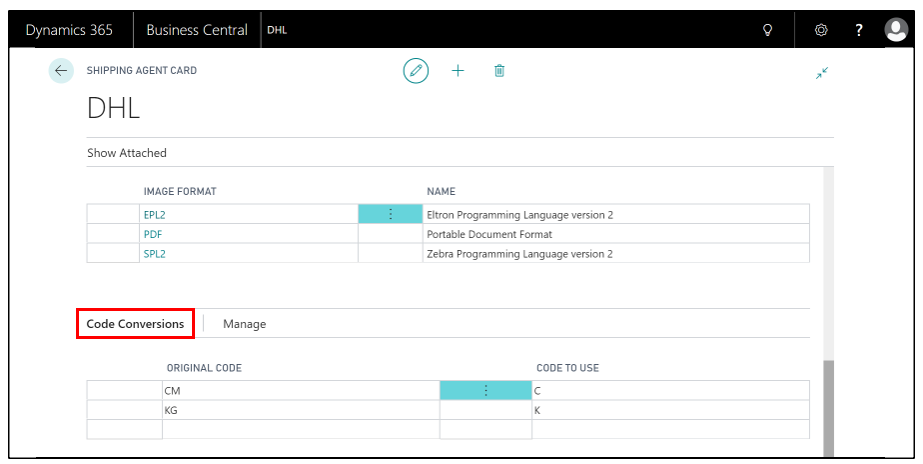 Dynamics 365 Business Central DHL ?
SHIPPING AGENT CARD
DHL
Show Attached
IMAGE FORMAT NAME
EPL2 Eltron Programming Language version 2
PDF Portable Document Format
SPL2 Zebra Programming Language version 2
Code Conversions Manage
ORIGINAL CODE CODE TO USE
CM C
KG K